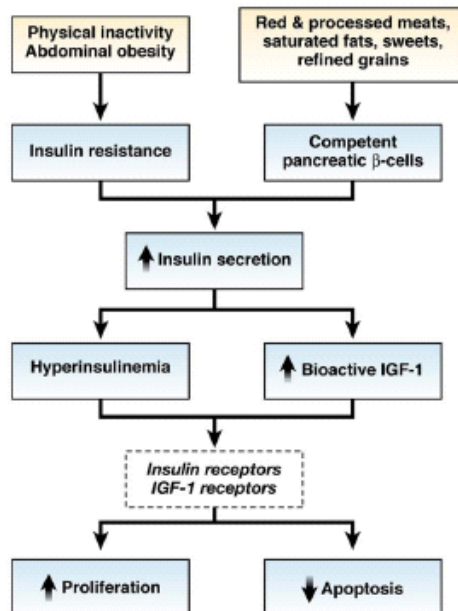 Physical inactivity
Abdominal obesity
Red & processed meats,
saturated fats, sweets,
refined grains
Insulin resistance
Competent
pancreatic β-cells
Insulin secretion
Hyperinsulinemia
Bioactive IGF-1
Insulin receptors
IGF-1 receptors
Proliferation
Apoptosis